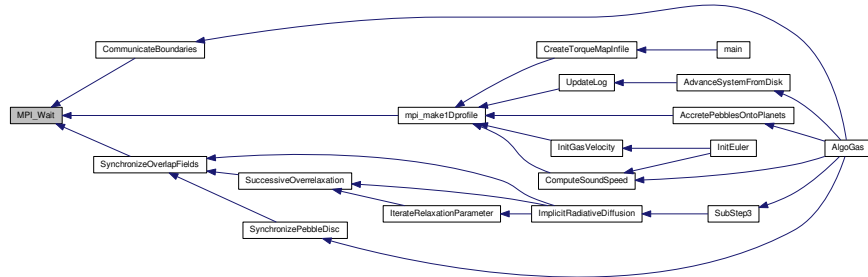 CommunicateBoundaries
CreateTorqueMapInfile
main
UpdateLog
AdvanceSystemFromDisk
MPI_Wait
mpi_make1Dprofile
AccretePebblesOntoPlanets
InitGasVelocity
InitEuler
AlgoGas
SynchronizeOverlapFields
SuccessiveOverrelaxation
ComputeSoundSpeed
IterateRelaxationParameter
ImplicitRadiativeDiffusion
SubStep3
SynchronizePebbleDisc